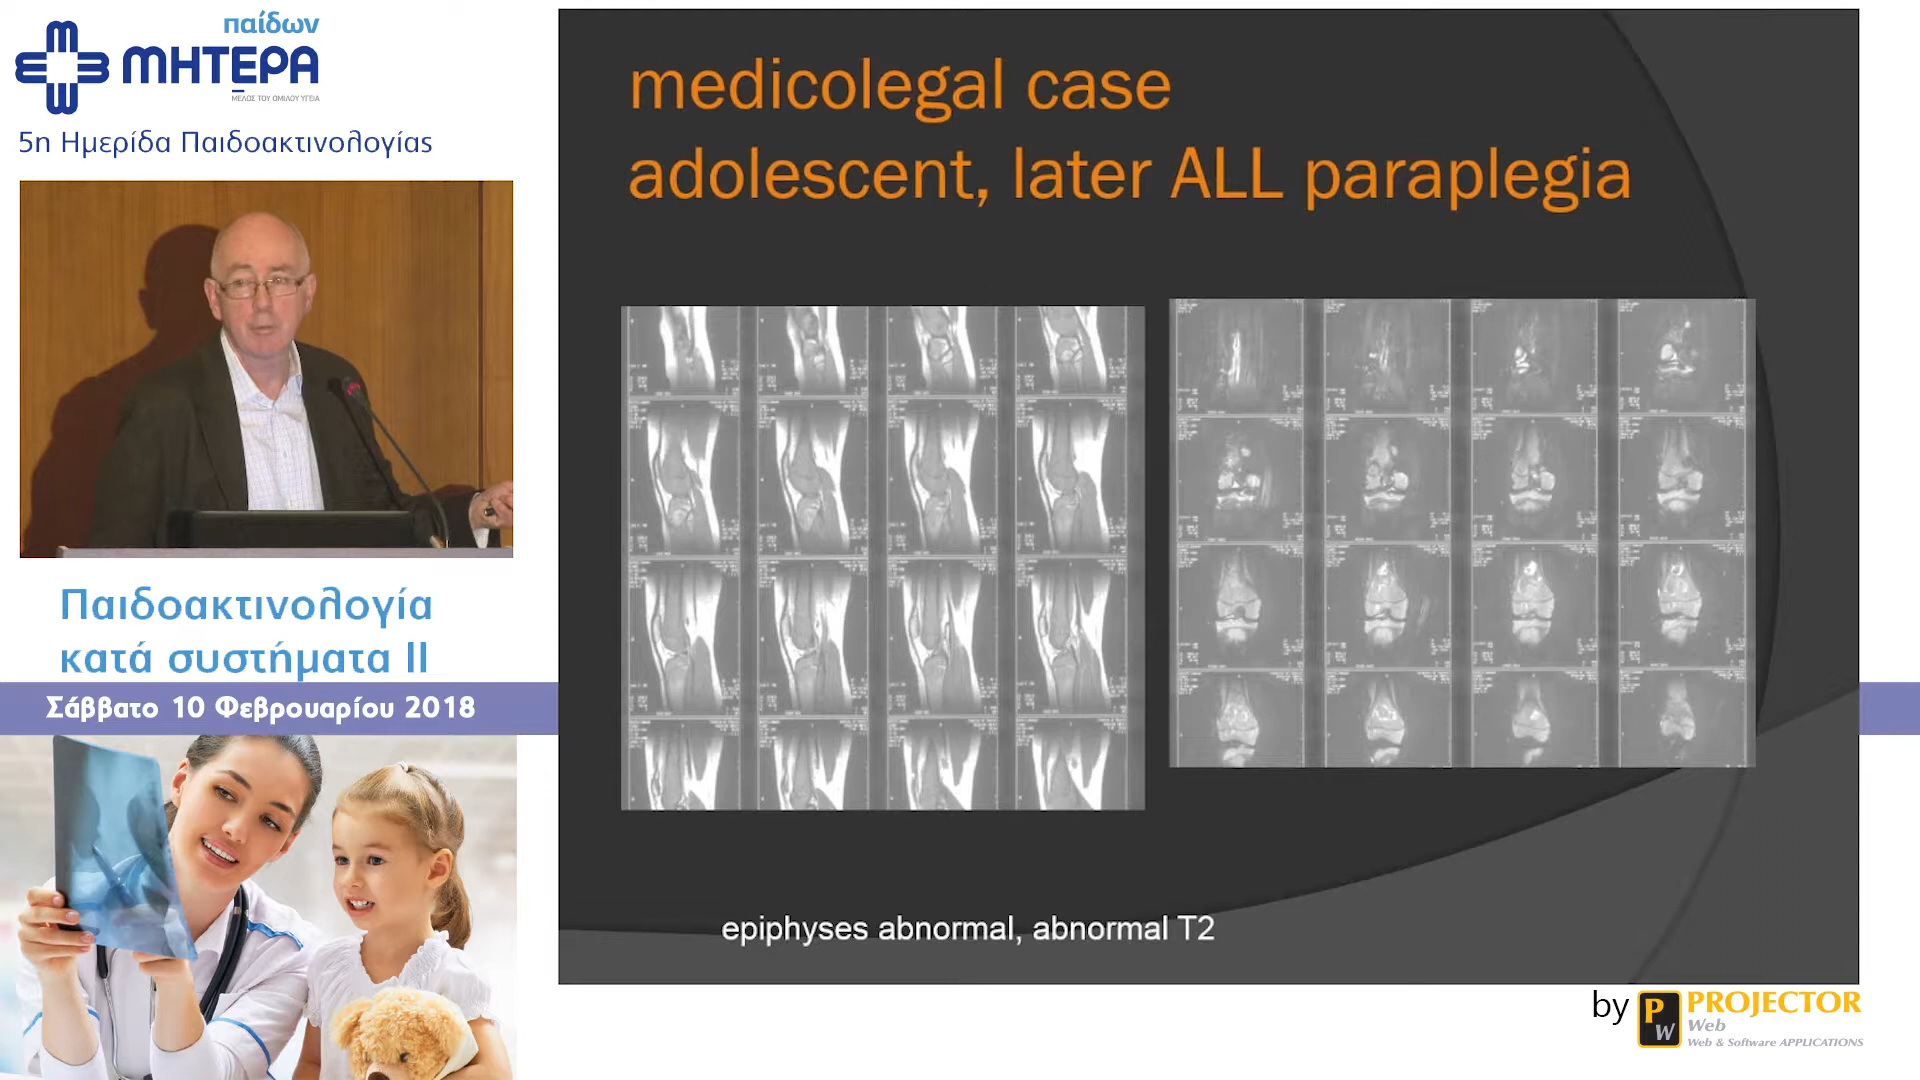 παίδων
ΜΗΤΕΡΑ
ΜΕΛΟΣ ΤΟΥ ΟΜΙΛΟΥ ΥΓΕΙΑ
5η Ημερίδα Παιδοακτινολογίας
Παιδοακτινολογία
κατά συστήματα II
Σάββατο 10 Φεβρουαρίου 2018
medicolegal case
adolescent, later ALL paraplegia
epiphyses abnormal, abnormal T2
by PW PROJECTOR
Web
Web & Software APPLICATIONS